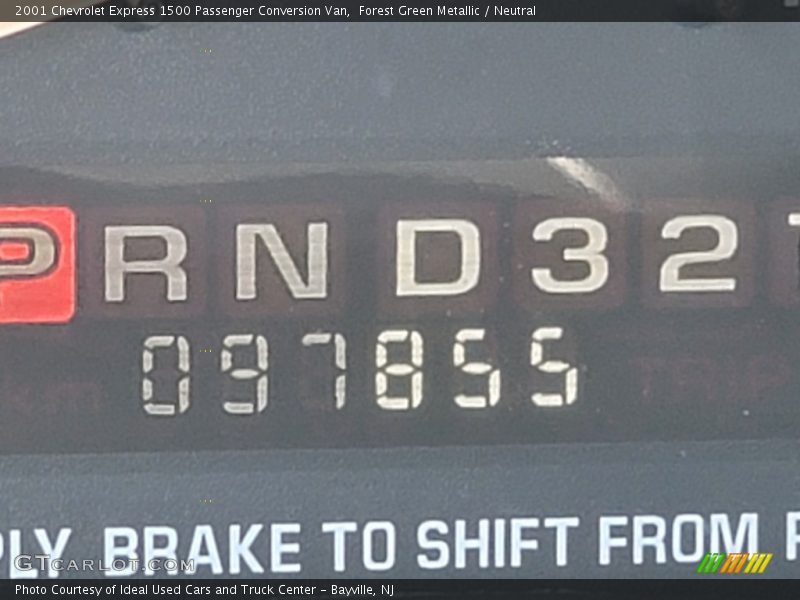 2001 Chevrolet Express 1500 Passenger Conversion Van,  Forest Green Metallic / Neutral
P R N D 3 2
097855
PLY BRAKE TO SHIFT FROM P
GTCARLOT.COM
Photo Courtesy of Ideal Used Cars and Truck Center – Bayville, NJ